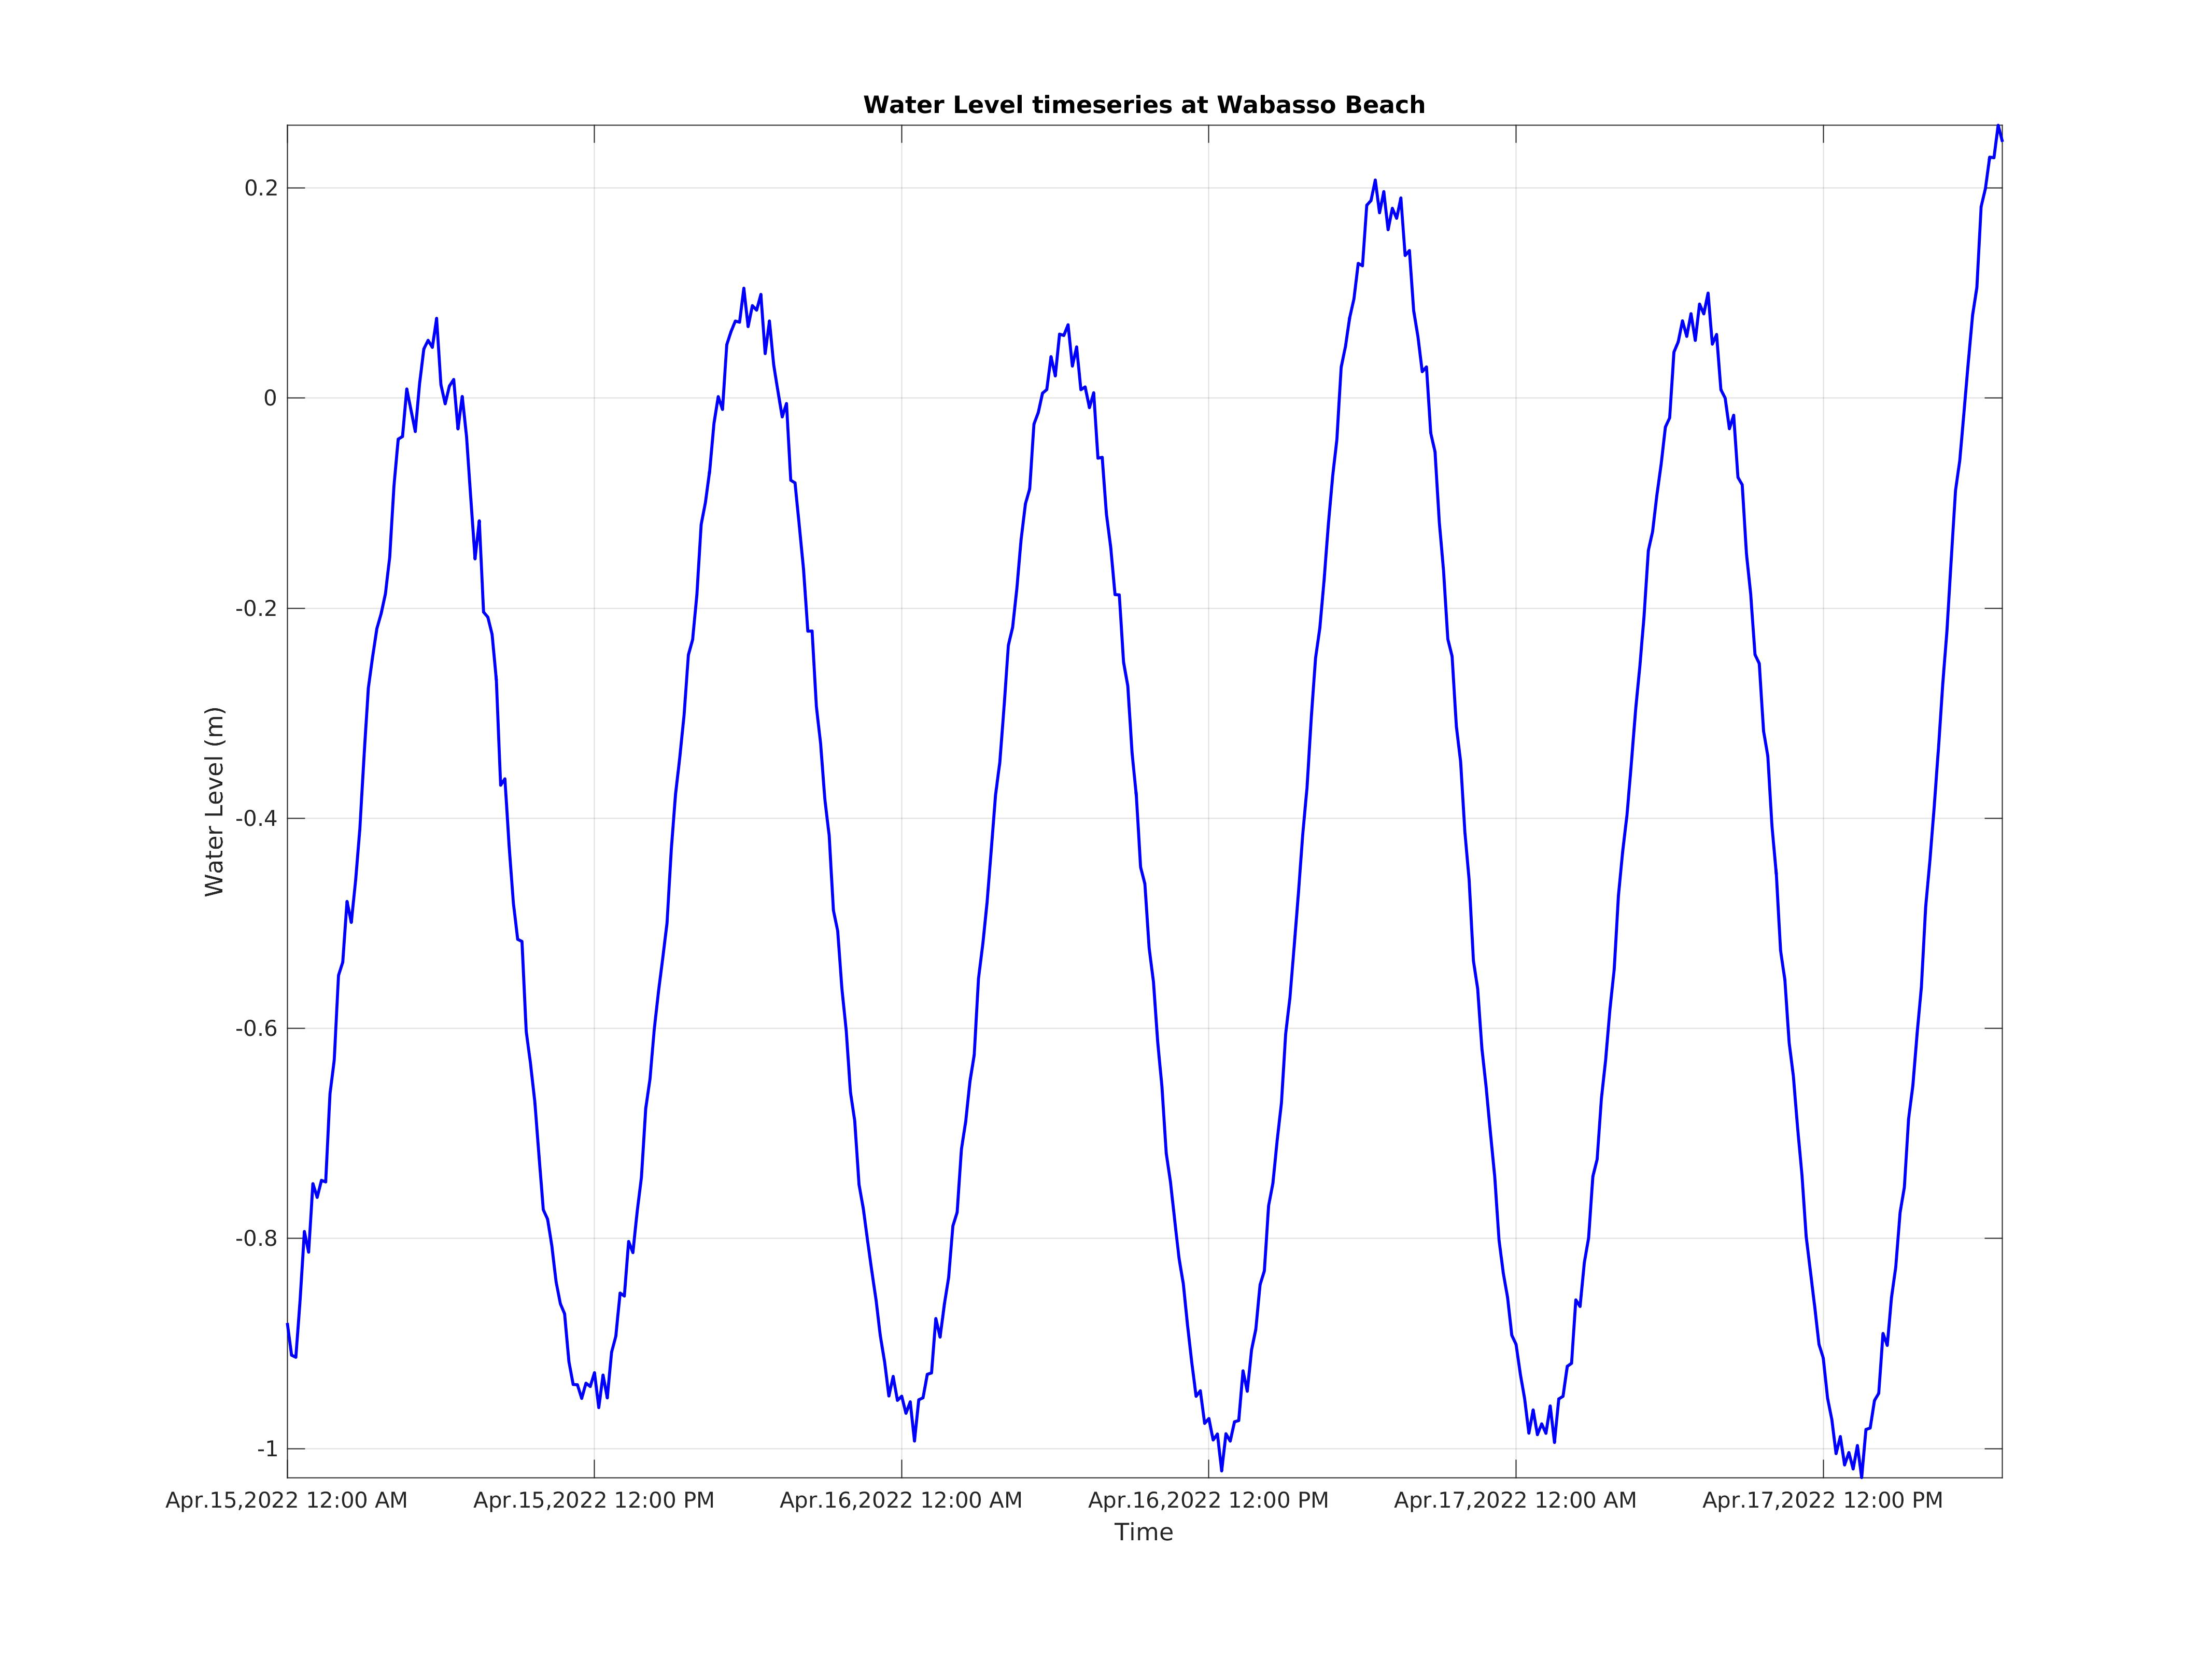 Water Level timeseries at Wabasso Beach
0.2
0
-0.2
-0.4
-0.6
-0.8
-1
Water Level (m)
Apr.15,2022 12:00 AM Apr.15,2022 12:00 PM Apr.16,2022 12:00 AM Apr.16,2022 12:00 PM Apr.17,2022 12:00 AM Apr.17,2022 12:00 PM
Time